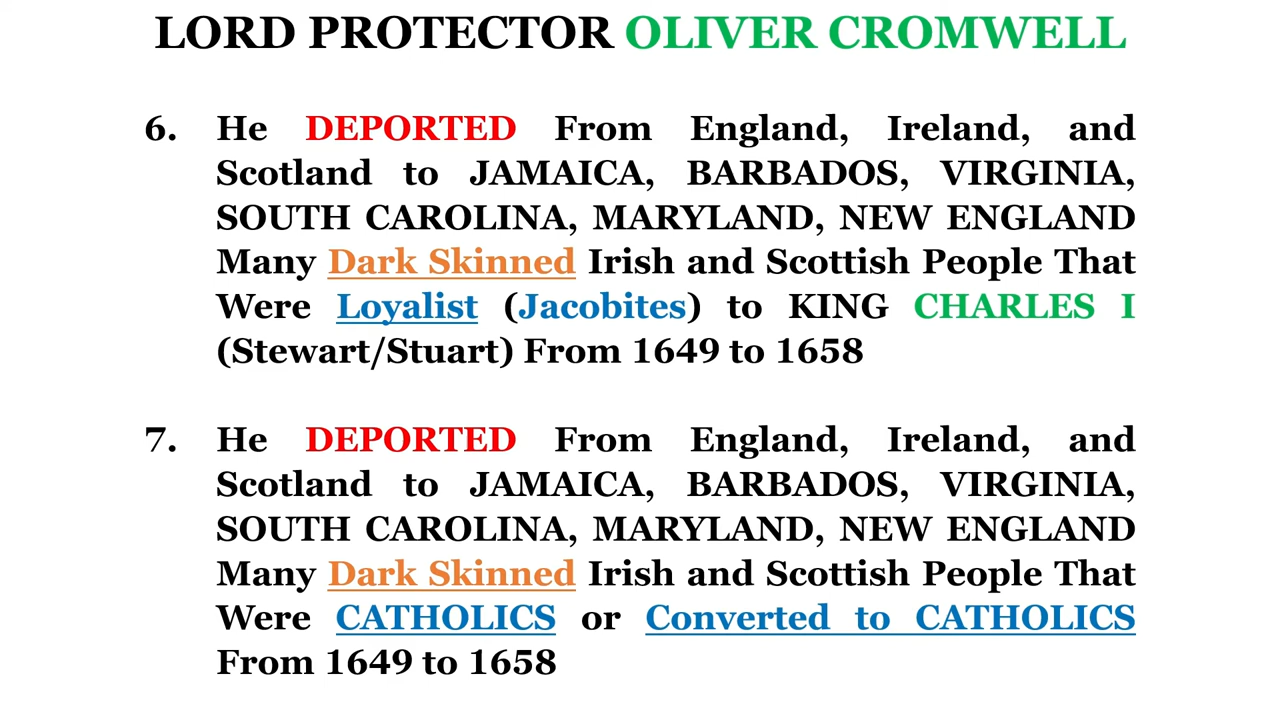 LORD PROTECTOR OLIVER CROMWELL
6. He DEPORTED From England, Ireland, and
Scotland to JAMAICA, BARBADOS, VIRGINIA,
SOUTH CAROLINA, MARYLAND, NEW ENGLAND
Many Dark Skinned Irish and Scottish People That
Were Loyalist (Jacobites) to KING CHARLES I
(Stewart/Stuart) From 1649 to 1658
7. He DEPORTED From England, Ireland, and
Scotland to JAMAICA, BARBADOS, VIRGINIA,
SOUTH CAROLINA, MARYLAND, NEW ENGLAND
Many Dark Skinned Irish and Scottish People That
Were CATHOLICS or Converted to CATHOLICS
From 1649 to 1658